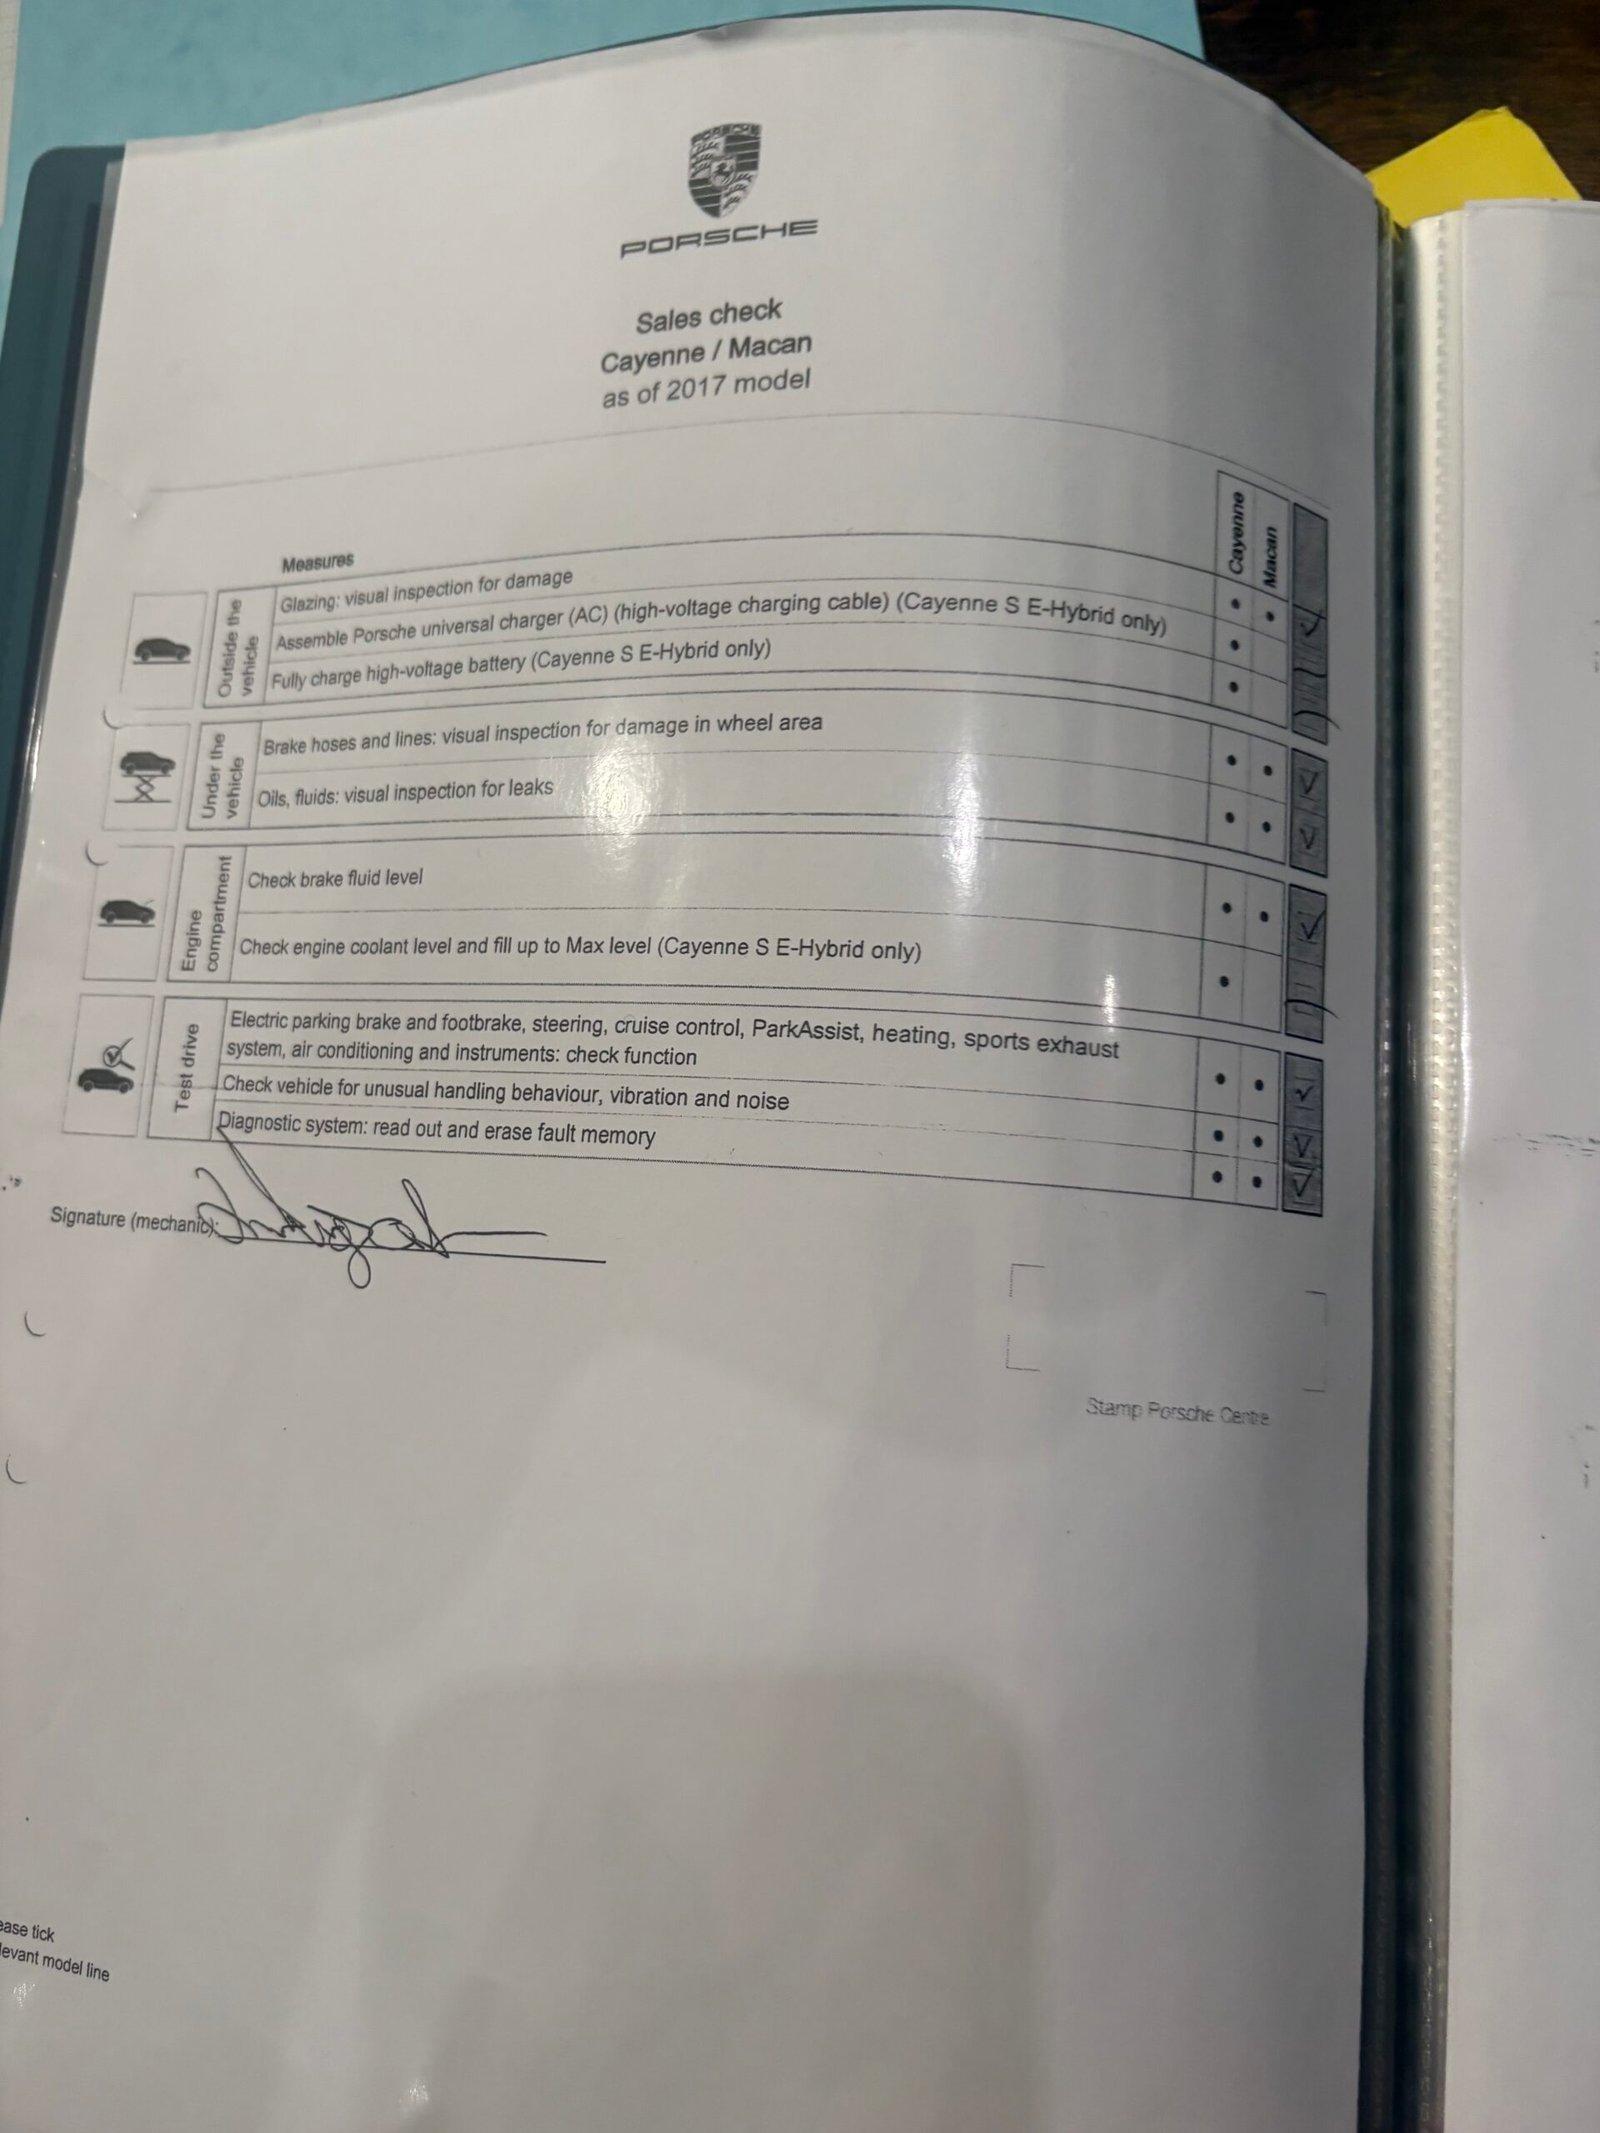 PORSCHE
PORSCHE
Sales check
Cayenne / Macan
as of 2017 model
Cayenne
Macan
Measures
Outside the vehicle
Glazing: visual inspection for damage
Assemble Porsche universal charger (AC) (high-voltage charging cable) (Cayenne S E-Hybrid only)
Fully charge high-voltage battery (Cayenne S E-Hybrid only)
Under the vehicle
Brake hoses and lines: visual inspection for damage in wheel area
Oils, fluids: visual inspection for leaks
Engine compartment
Check brake fluid level
Check engine coolant level and fill up to Max level (Cayenne S E-Hybrid only)
Test drive
Electric parking brake and footbrake, steering, cruise control, ParkAssist, heating, sports exhaust
system, air conditioning and instruments: check function
Check vehicle for unusual handling behaviour, vibration and noise
Diagnostic system: read out and erase fault memory
Signature (mechanic):
Stamp Porsche Centre
ease tick
levant model line